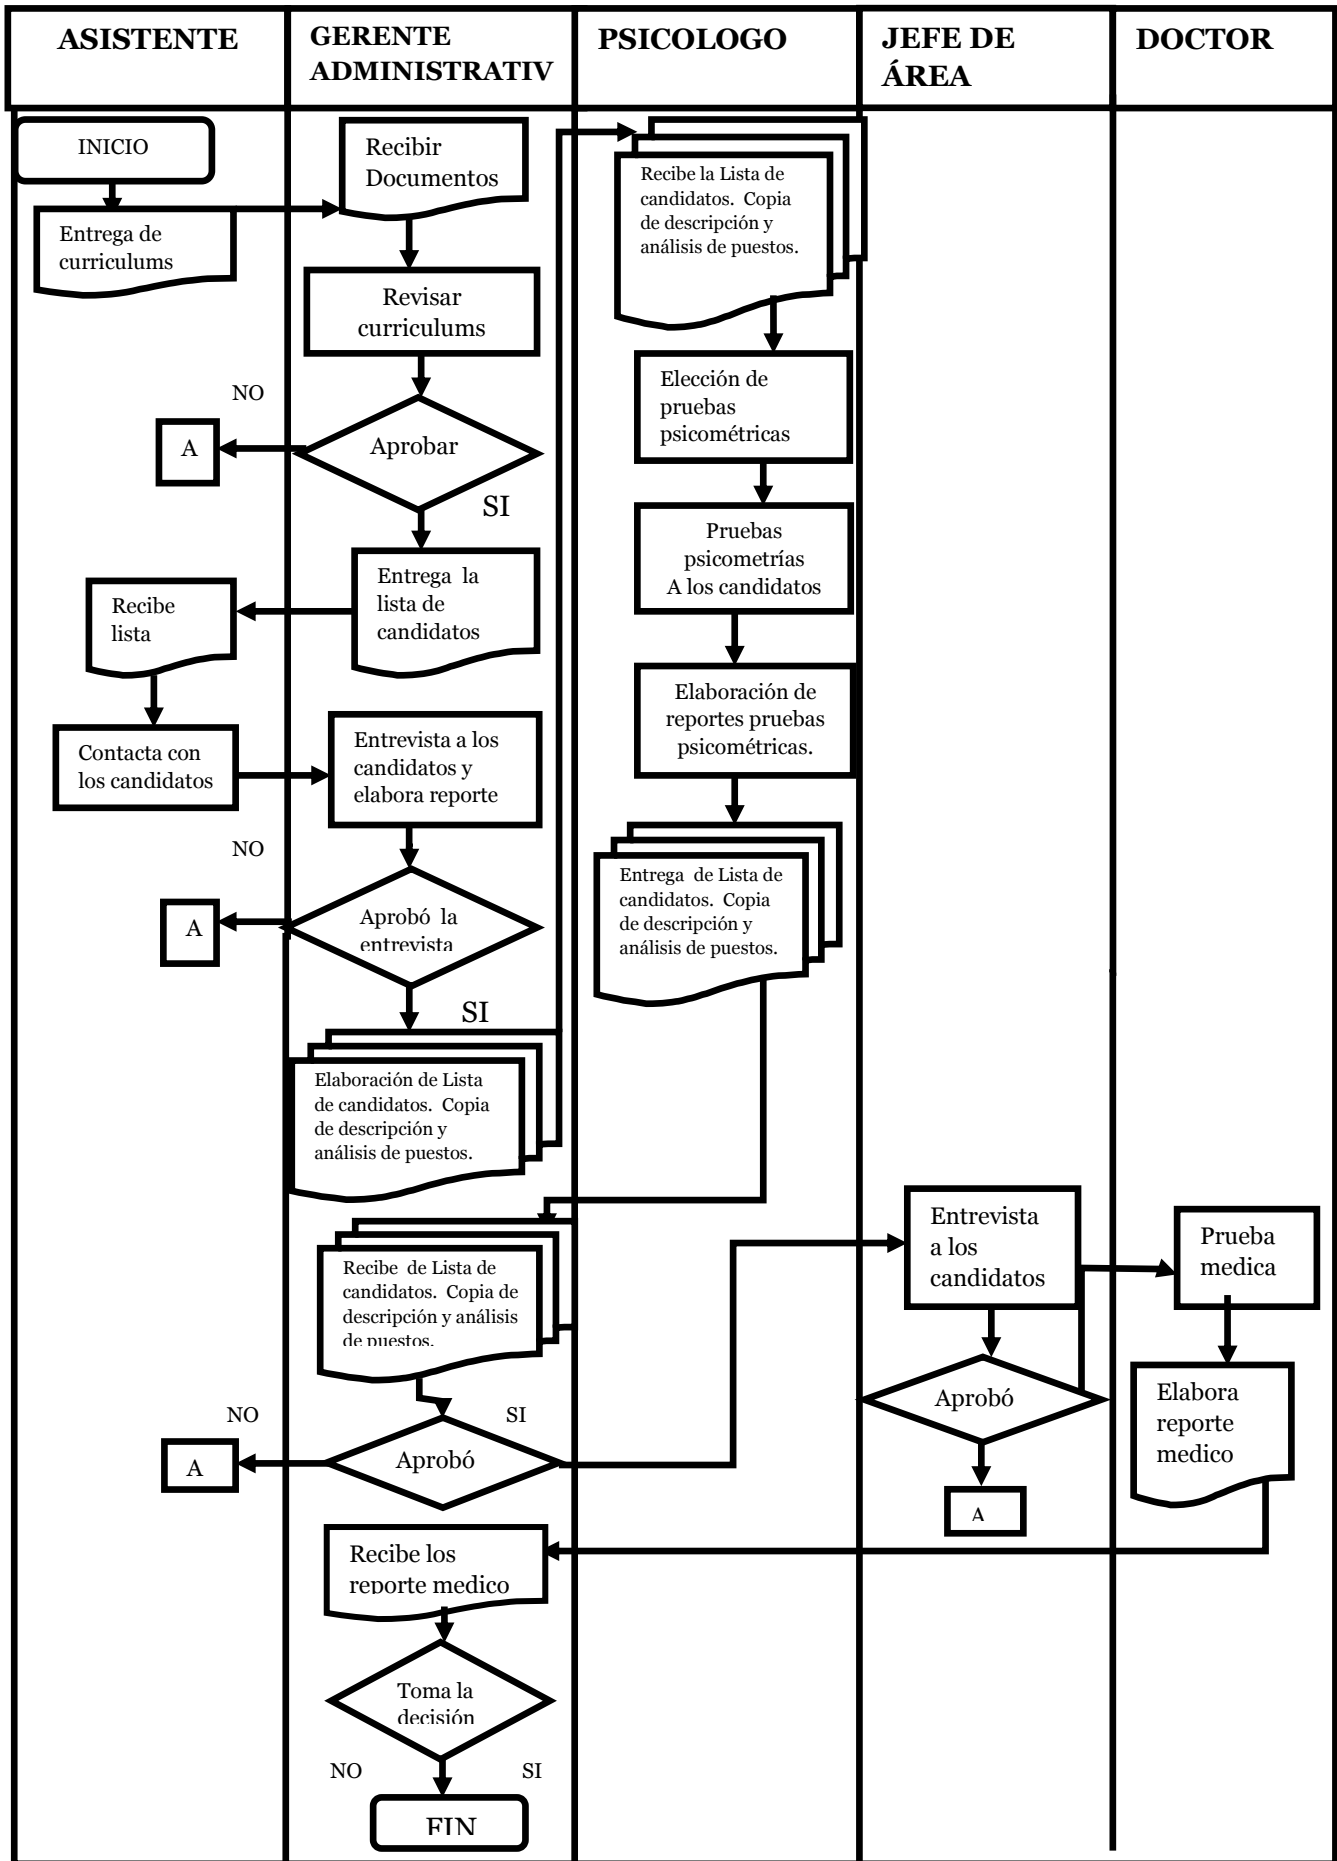 ASISTENTE
GERENTE
ADMINISTRATIV
PSICOLOGO
JEFE DE
ÁREA
DOCTOR
INICIO
Entrega de
curriculums
Recibir
Documentos
Revisar
curriculums
NO
A
Aprobar
SI
Entrega la
lista de
candidatos
Recibe
lista
Contacta con
los candidatos
Entrevista a los
candidatos y
elabora reporte
NO
A
Aprobó la
entrevista
SI
Elaboración de Lista
de candidatos. Copia
de descripción y
análisis de puestos.
Recibe la Lista de
candidatos. Copia
de descripción y
análisis de puestos.
Elección de
pruebas
psicométricas
Pruebas
psicometrías
A los candidatos
Elaboración de
reportes pruebas
psicométricas.
Entrega de Lista de
candidatos. Copia
de descripción y
análisis de puestos.
Recibe de Lista de
candidatos. Copia de
descripción y análisis
de puestos.
NO
A
Aprobó
SI
Entrevista
a los
candidatos
Aprobó
A
Prueba
medica
Elabora
reporte
medico
Recibe los
reporte medico
Toma la
decisión
NO
SI
FIN